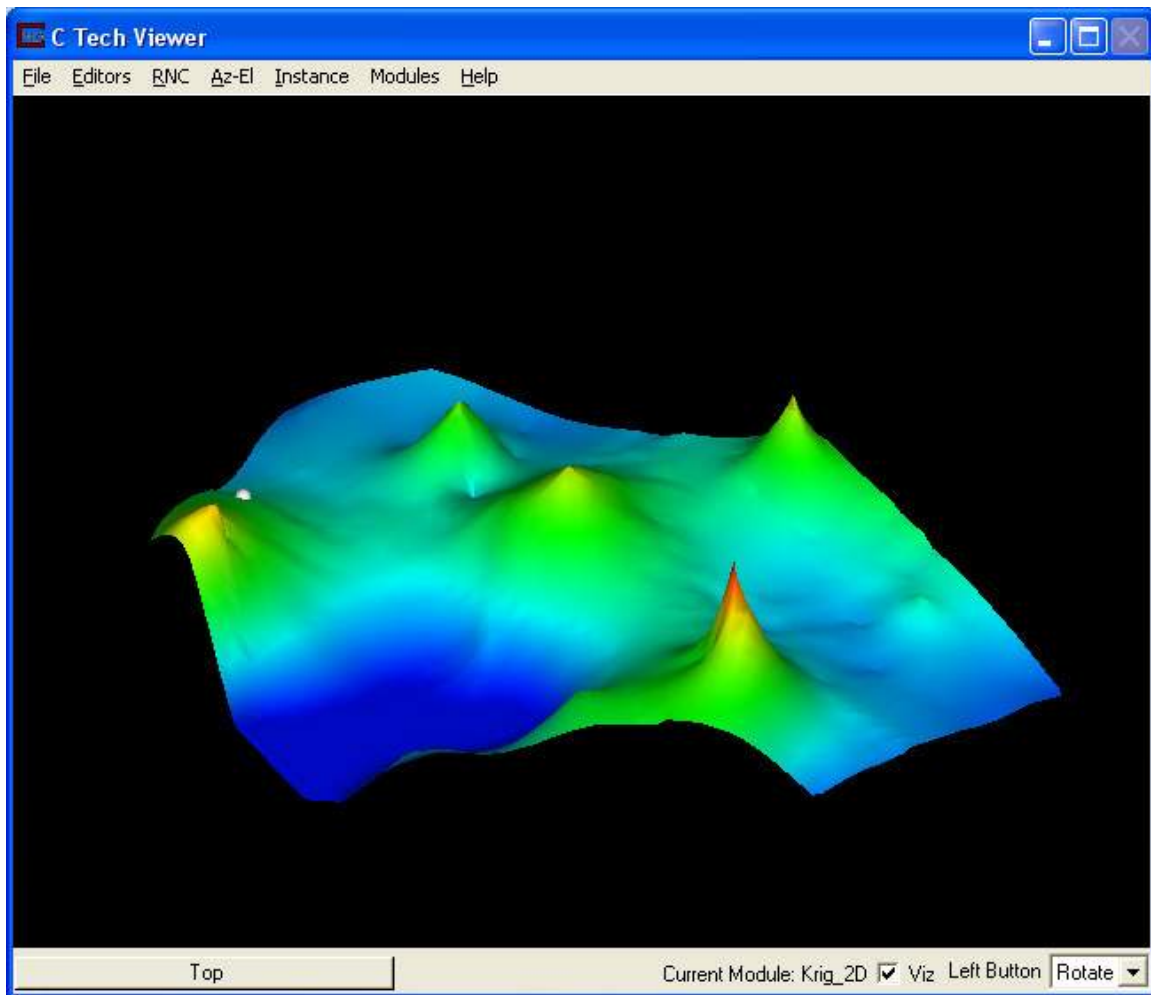 C Tech Viewer
File Editors RNC Az-El Instance Modules Help
Top Current Module: Krig_2D Viz Left Button Rotate